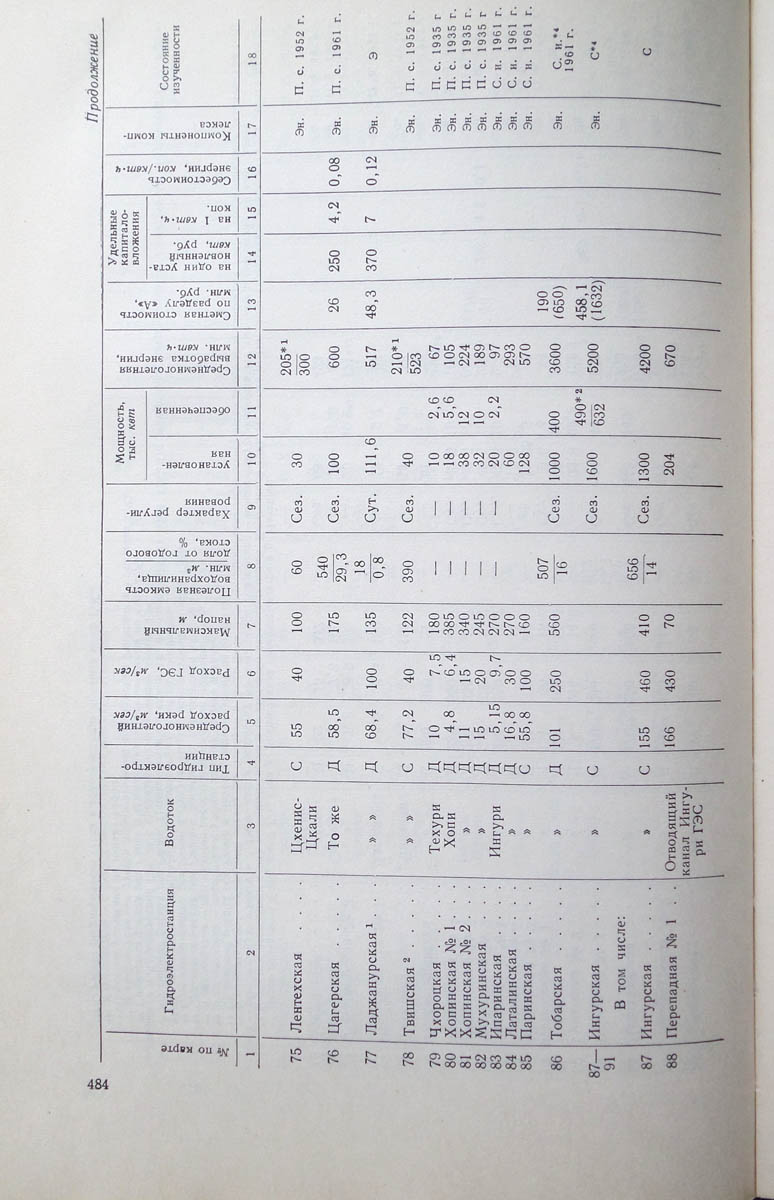 484
Продолжение
№ по карте | Гидроэлектростанция | Водоток | Тип гидроэлектростанции | Среднемноголетний расход реки, м³/сек | Расход ГЭС, м³/сек | Максимальный напор, м | Полезная емкость водохранилища, млн. м³ / доля от годового стока, % | Характер регулирования | Мощность, тыс. квт: установленная | обеспеченная | Среднемноголетняя выработка энергии, млн. квт·ч | Сметная стоимость по разделу «А», млн. руб. | Удельные капиталовложения: на один установленный квт, руб. | на 1 квт·ч, коп. | Себестоимость энергии, коп./квт·ч | Компоненты комплекса | Состояние изученности
1 | 2 | 3 | 4 | 5 | 6 | 7 | 8 | 9 | 10 | 11 | 12 | 13 | 14 | 15 | 16 | 17 | 18
75 | Лентехская . . . . | Цхенис-Цкали | С | 55 | 40 | 100 | 60 | Сез. | 30 | | 205*¹/300 | | | | | Эн. | П. с. 1952 г.
76 | Цагерская . . . . . | То же | Д | 58,5 | | 175 | 540/29,3 | Сез. | 100 | | 600 | 26 | 250 | 4,2 | 0,08 | Эн. | П. с. 1961 г.
77 | Ладжанурская ¹ . . . | » » | Д | 68,4 | 100 | 135 | 18/0,8 | Сут. | 111,6 | | 517 | 48,3 | 370 | 7 | 0,12 | Эн. | Э
78 | Твишская ² . . . . | » » | С | 77,2 | 40 | 122 | 390 | Сез. | 40 | | 210*¹/523 | | | | | Эн. | П. с. 1952 г.
79 | Чхороцкая . . . . . | Техури | Д | 10 | 7,5 | 180 | — | — | 10 | 2,6 | 67 | | | | | Эн. | П. с. 1935 г
80 | Хопинская № 1 . . . | Хопи | Д | 4,8 | 6,4 | 385 | — | — | 18 | 5,6 | 105 | | | | | Эн. | П. с. 1935 г.
81 | Хопинская № 2 . . . | » | Д | 11 | 15 | 340 | — | — | 38 | 12 | 224 | | | | | Эн. | П. с. 1935 г.
82 | Мухуринская . . . . | » | Д | 15 | 20 | 245 | — | — | 32 | 10 | 189 | | | | | Эн. | П. с. 1935 г
83 | Ипаринская . . . . | Ингури | Д | 5,15 | 9,7 | 270 | — | — | 20 | 2,2 | 97 | | | | | Эн. | С. и. 1961 г.
84 | Латалинская . . . . | » | Д | 16,8 | 30 | 270 | | | 60 | | 293 | | | | | Эн. | С. и. 1961 г.
85 | Паринская . . . . . | » | С | 55,8 | 100 | 160 | | | 128 | | 570 | | | | | Эн. | С. и. 1961 г.
86 | Тобарская . . . . . | » | Д | 101 | 250 | 560 | 507/16 | Сез. | 1000 | 400 | 3600 | 190 (650) | | | | Эн. | С. и.*⁴ 1961 г.
87—91 | Ингурская . . . . . | » | С | | | | | Сез. | 1600 | 490*²/632 | 5200 | 458,1 (1632) | | | | Эн. | С*⁴
В том числе:
87 | Ингурская . . . . . | » | С | 155 | 460 | 410 | 656/14 | Сез. | 1300 | | 4200 | | | | | | С
88 | Перепадная № 1 . . . | Отводящий канал Ингури ГЭС | | 166 | 430 | 70 | | | 204 | | 670